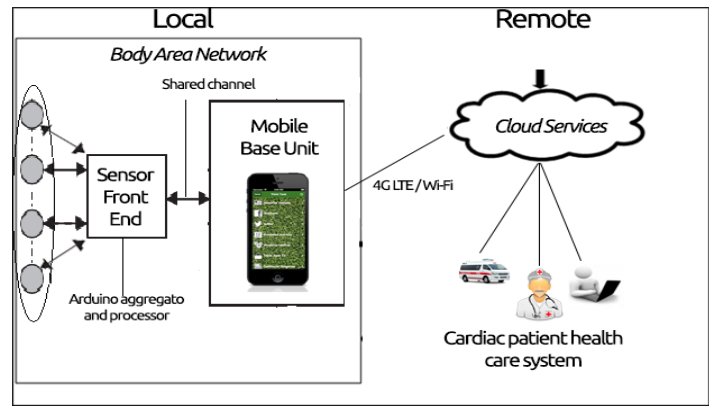 Local
Remote
Body Area Network
Shared channel
Mobile
Base Unit
Sensor
Front
End
Arduino aggregato
and processor
Cloud Services
4G LTE / Wi-Fi
Cardiac patient health
care system